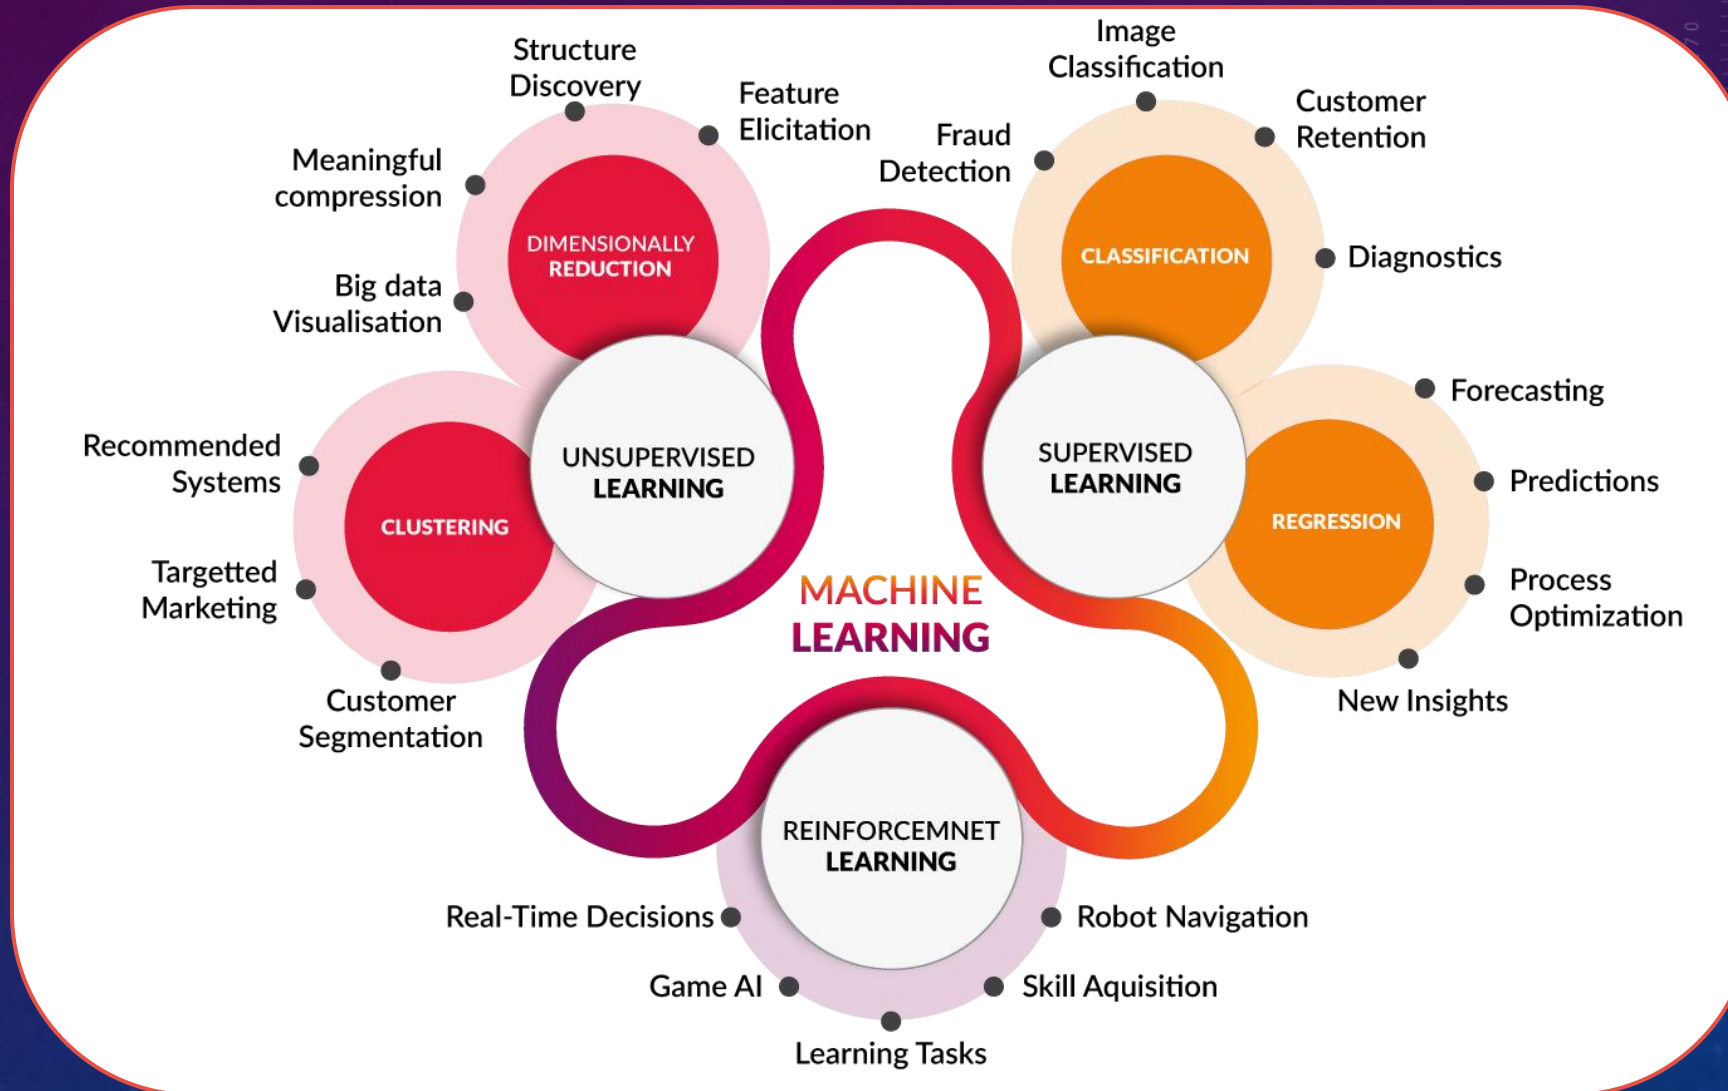 Structure
Discovery
Feature
Elicitation
Meaningful
compression
Big data
Visualisation
DIMENSIONALLY
REDUCTION
Image
Classification
Customer
Retention
Fraud
Detection
Diagnostics
CLASSIFICATION
Recommended
Systems
Targetted
Marketing
Customer
Segmentation
CLUSTERING
UNSUPERVISED
LEARNING
SUPERVISED
LEARNING
Forecasting
Predictions
Process
Optimization
New Insights
REGRESSION
MACHINE
LEARNING
REINFORCEMNET
LEARNING
Real-Time Decisions
Robot Navigation
Game AI
Skill Aquisition
Learning Tasks